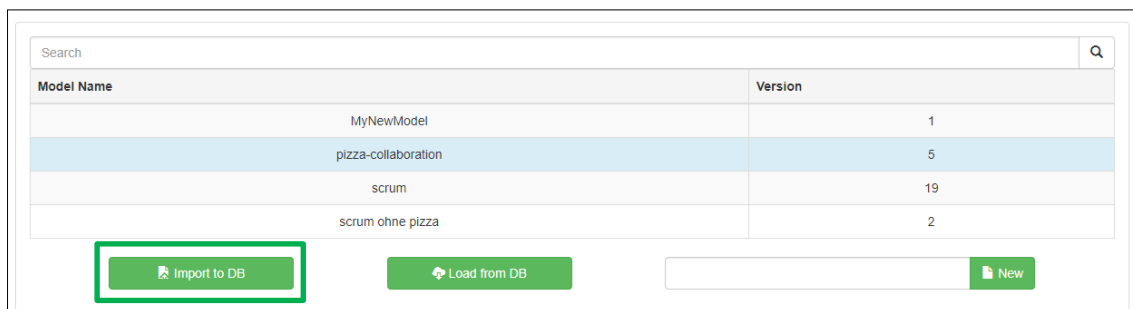 Search
Model Name Version
MyNewModel 1
pizza-collaboration 5
scrum 19
scrum ohne pizza 2
Import to DB Load from DB New